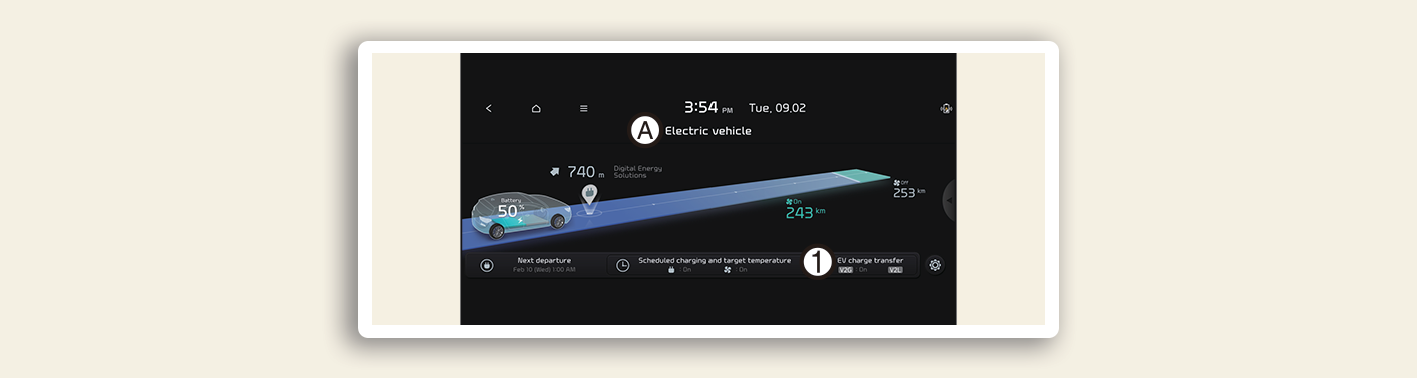 3:54 PM Tue, 09.02
A Electric vehicle
740 m Digital Energy
Solutions
Off
253 km
Battery
50 %
On
243 km
Next departure
Feb 10 (Wed) 1:00 AM
Scheduled charging and target temperature
: On : On
1 EV charge transfer
V2G : On V2L